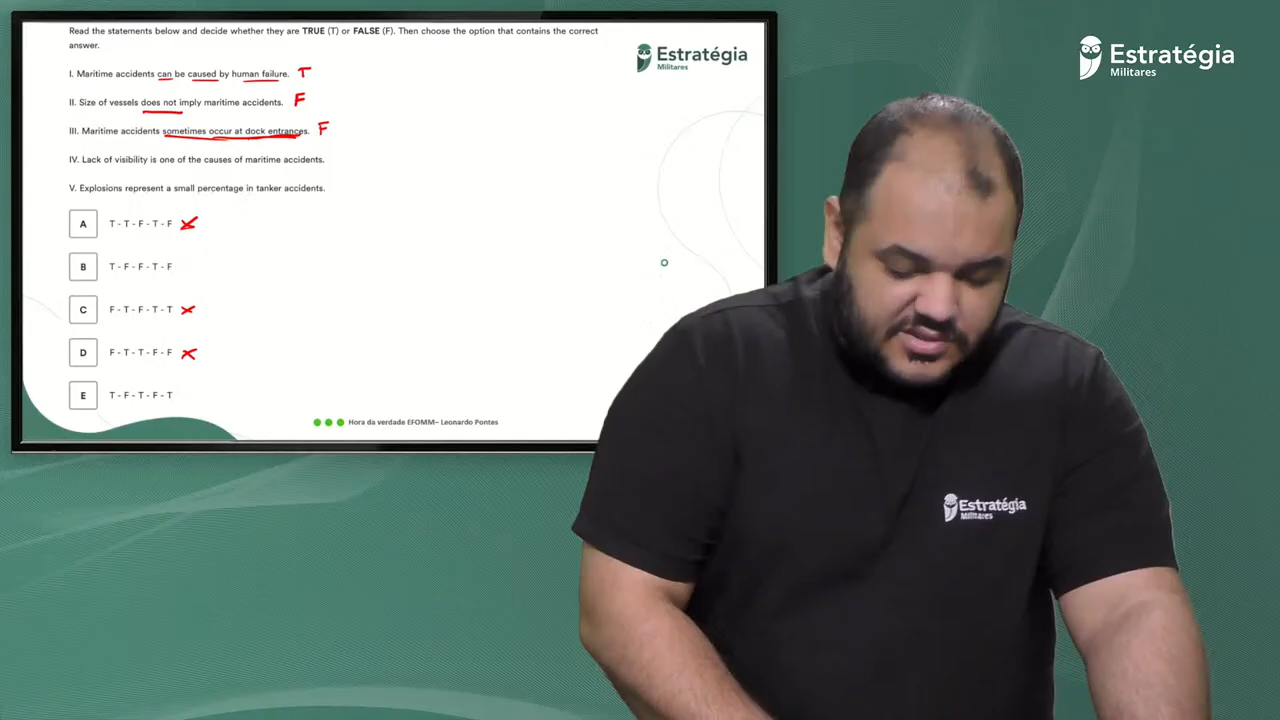 Read the statements below and decide whether they are TRUE (T) or FALSE (F). Then choose the option that contains the correct
answer.
Estratégia
Militares
Estratégia
Militares
I. Maritime accidents can be caused by human failure. T
II. Size of vessels does not imply maritime accidents. F
III. Maritime accidents sometimes occur at dock entrances. F
IV. Lack of visibility is one of the causes of maritime accidents.
V. Explosions represent a small percentage in tanker accidents.
A T - T - F - T - F
B T - F - F - T - F
C F - T - F - T - T
D F - T - T - F - F
E T - F - T - F - T
Hora da verdade EFOMM– Leonardo Pontes
Estratégia
Militares